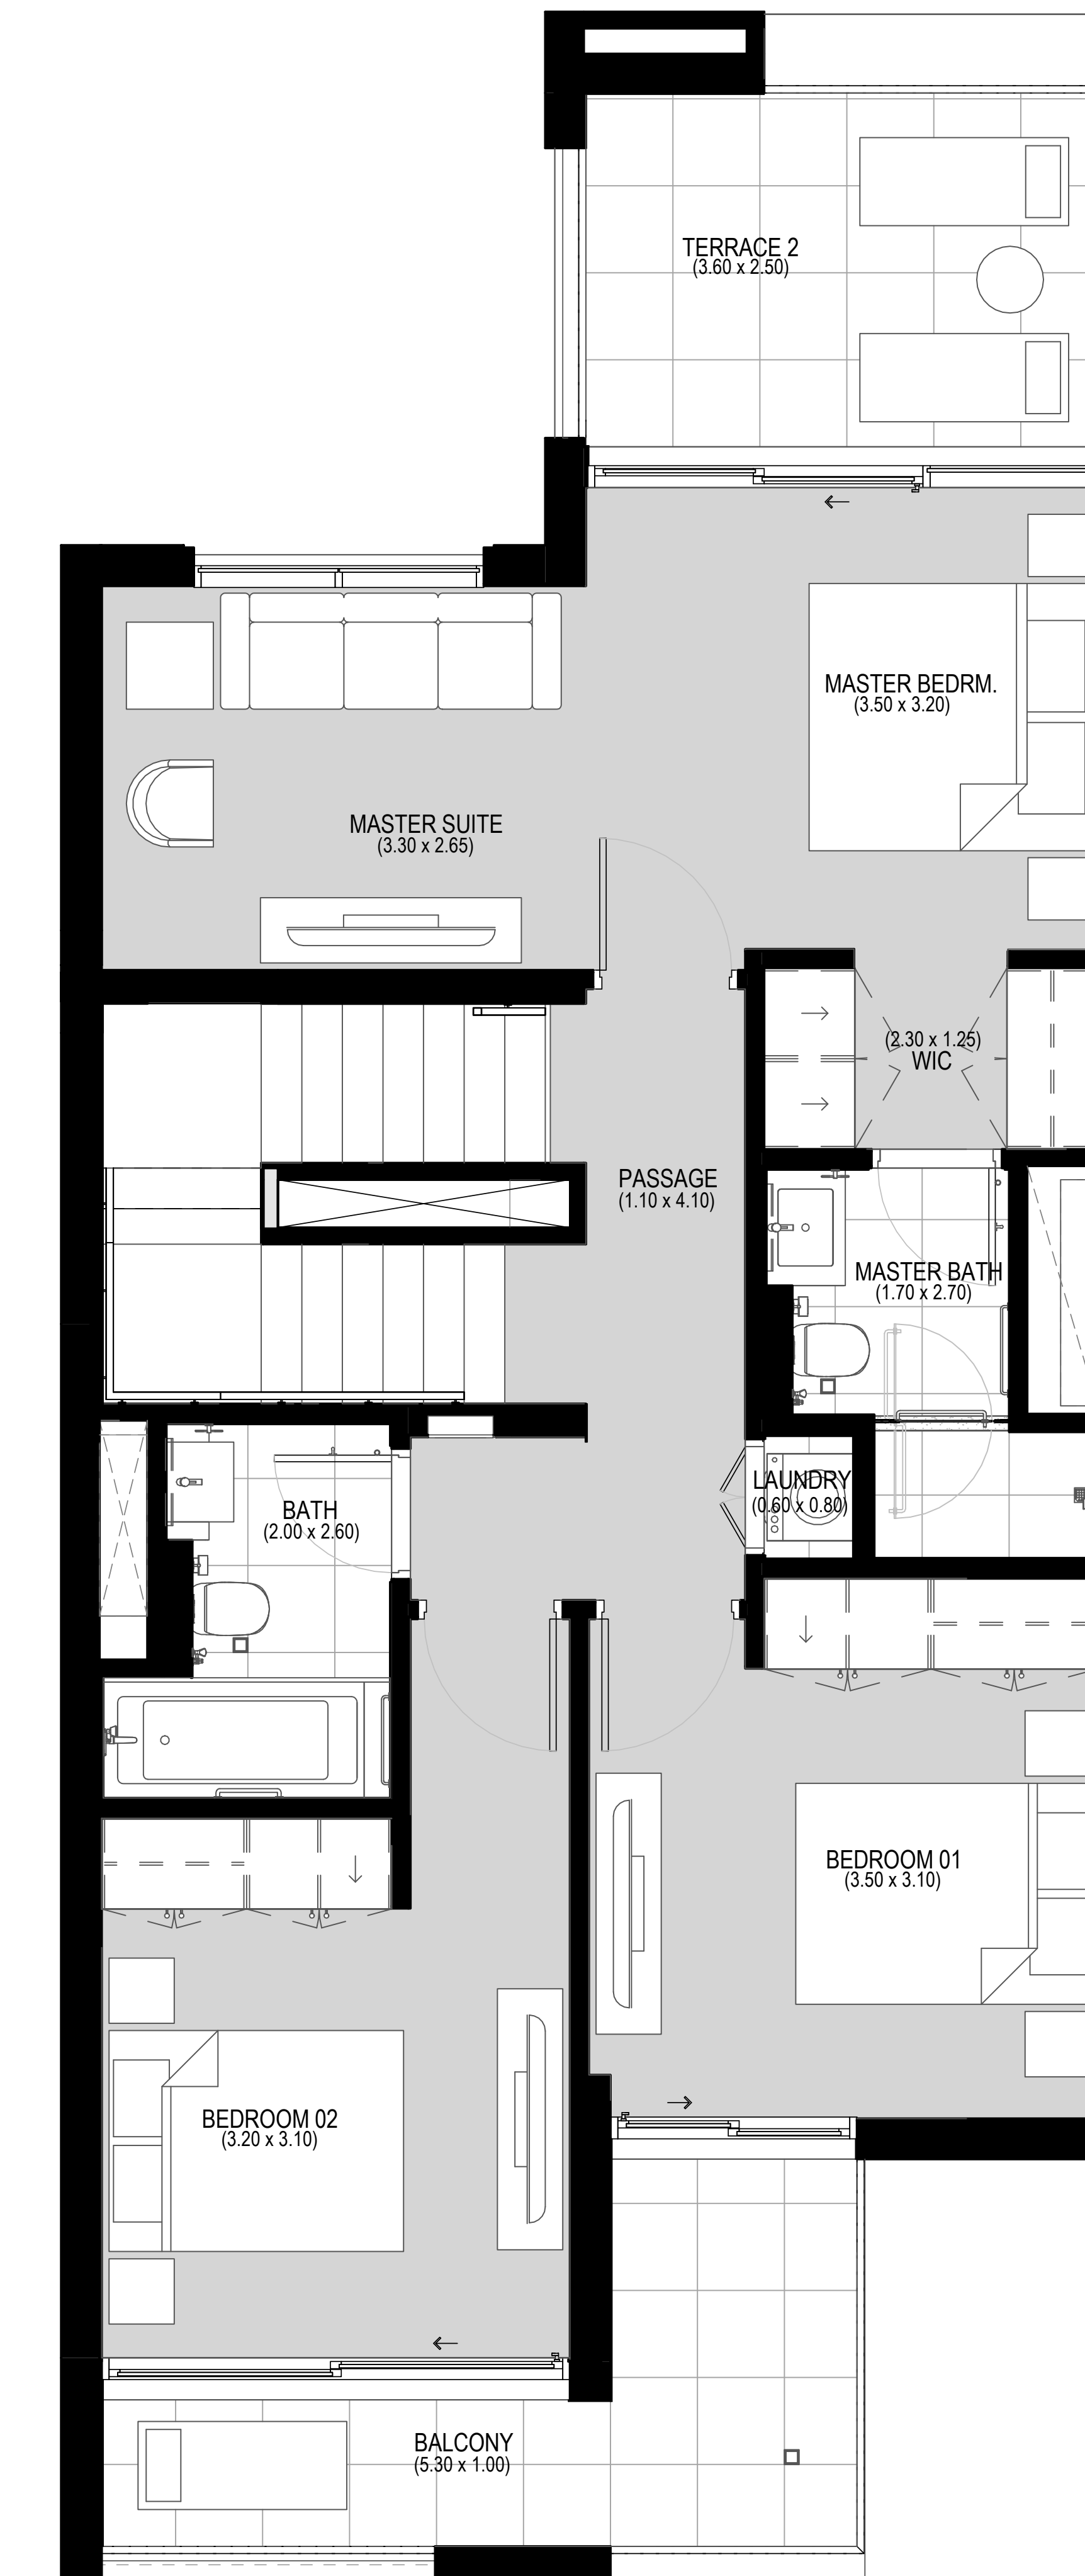 TERRACE 2
(3.60 x 2.50)
MASTER BEDRM.
(3.50 x 3.20)
MASTER SUITE
(3.30 x 2.65)
(2.30 x 1.25)
WIC
PASSAGE
(1.10 x 4.10)
MASTER BATH
(1.70 x 2.70)
LAUNDRY
(0.60 x 0.80)
BATH
(2.00 x 2.60)
BEDROOM 01
(3.50 x 3.10)
BEDROOM 02
(3.20 x 3.10)
BALCONY
(5.30 x 1.00)